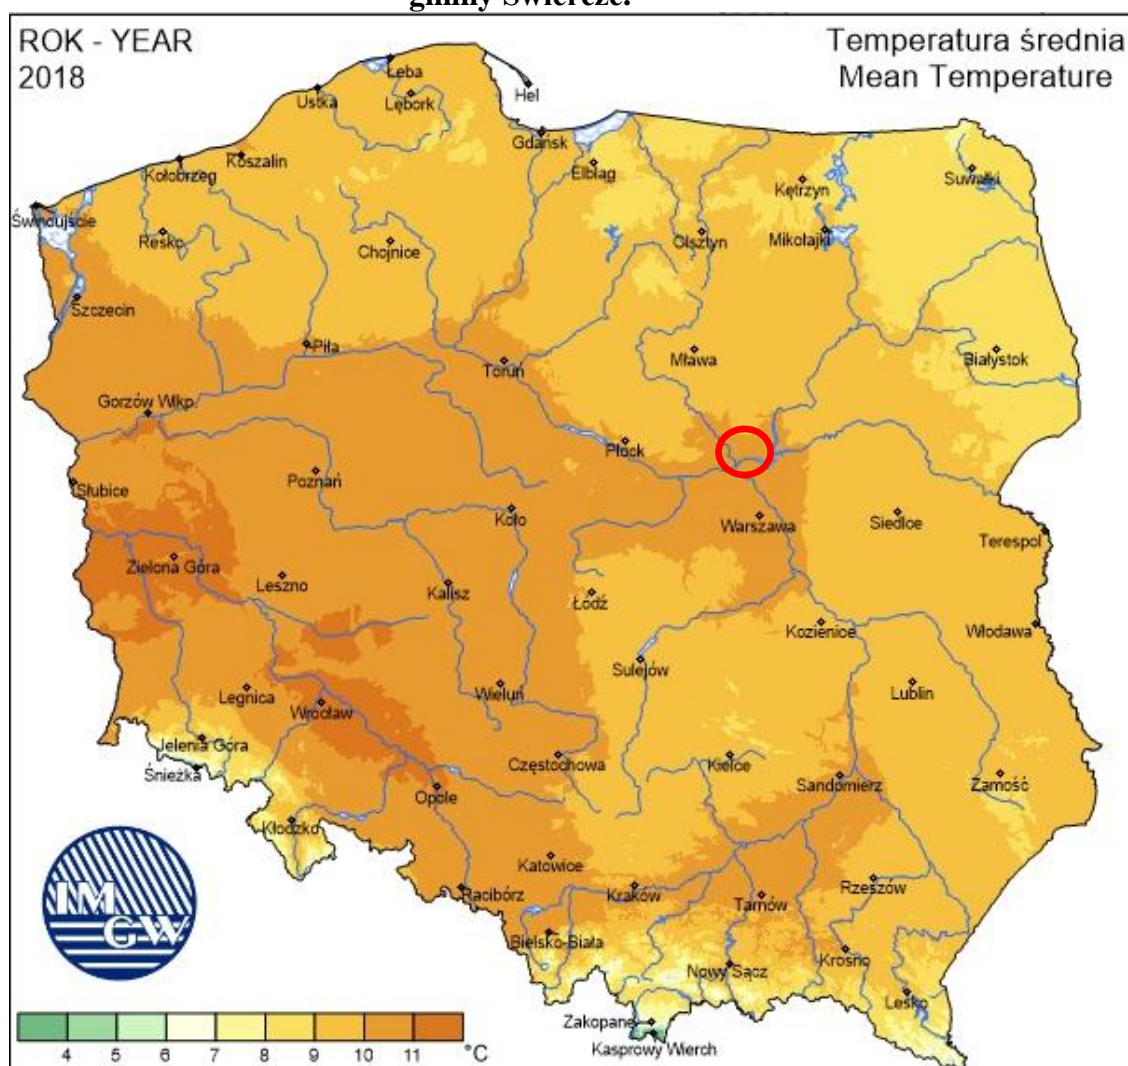 gminy Świercze.
ROK - YEAR
2018
Temperatura średnia
Mean Temperature
Łeba
Hel
Ustka
Lębork
Gdańsk
Koszalin
Kołobrzeg
Elbląg
Kętrzyn
Suwałki
Świnoujście
Resko
Chojnice
Olsztyn
Mikołajki
Szczecin
Piła
Toruń
Mława
Białystok
Gorzów Wlkp.
Płock
Słubice
Poznań
Koło
Warszawa
Siedlce
Terespol
Zielona Góra
Leszno
Kalisz
Łódź
Kozienice
Włodawa
Sulejów
Legnica
Wrocław
Wieluń
Lublin
Jelenia Góra
Śnieżka
Częstochowa
Kielce
Sandomierz
Zamość
Opole
Kłodzko
Katowice
Racibórz
Kraków
Tarnów
Rzeszów
Bielsko-Biała
Nowy Sącz
Krosno
Lesko
Zakopane
Kasprowy Wierch
IM
GW
4 5 6 7 8 9 10 11 °C